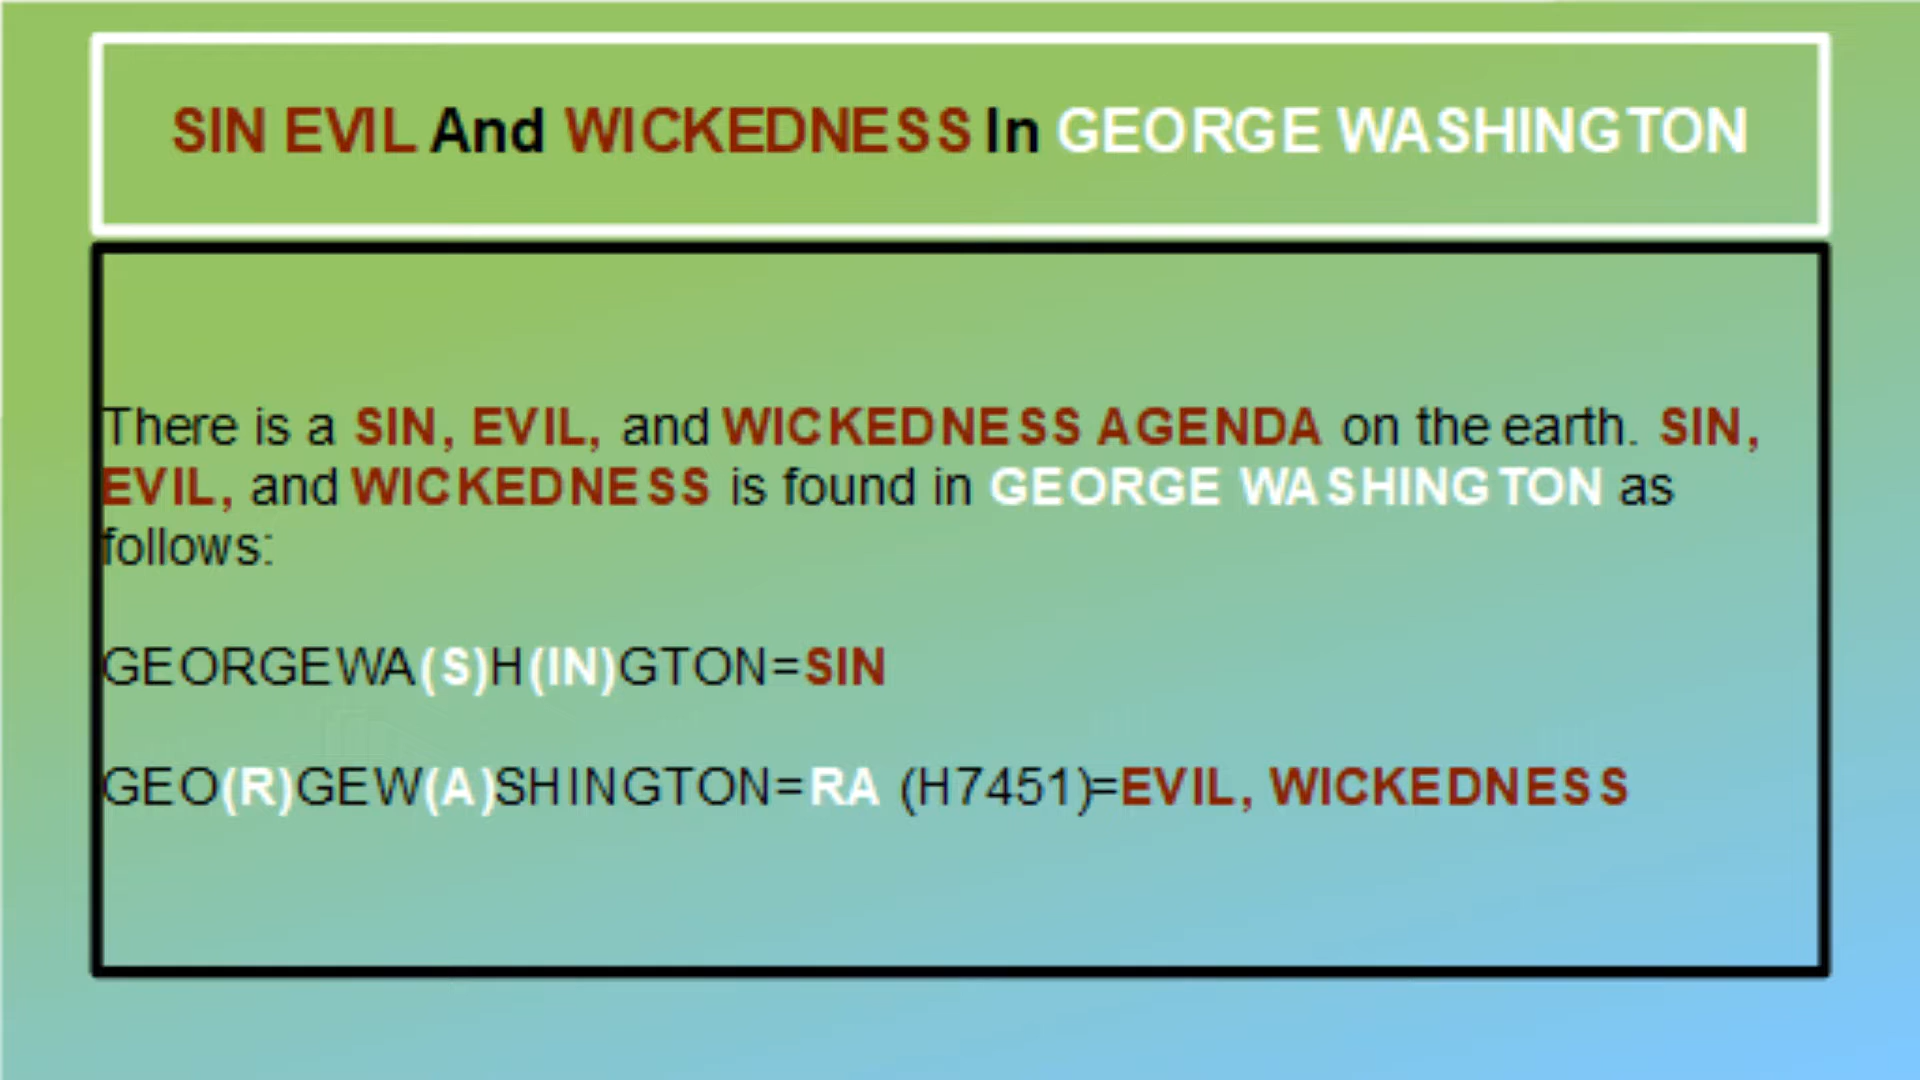 SIN EVIL And WICKEDNESS In GEORGE WASHINGTON
There is a SIN, EVIL, and WICKEDNESS AGENDA on the earth. SIN,
EVIL, and WICKEDNESS is found in GEORGE WASHINGTON as
follows:
GEORGEWA(S)H(IN)GTON=SIN
GEO(R)GEW(A)SHINGTON=RA (H7451)=EVIL, WICKEDNESS